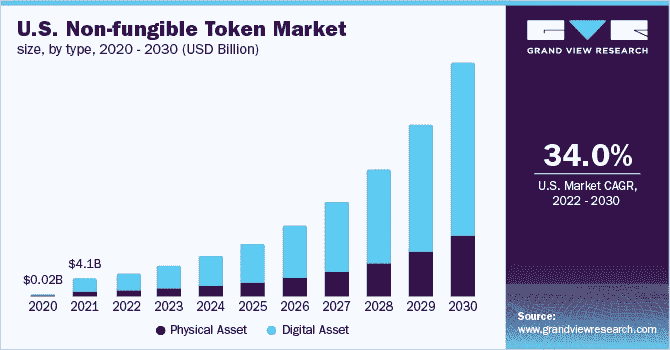 U.S. Non-fungible Token Market
size, by type, 2020 - 2030 (USD Billion)
$0.02B
$4.1B
2020 2021 2022 2023 2024 2025 2026 2027 2028 2029 2030
Physical Asset Digital Asset
GRAND VIEW RESEARCH
34.0%
U.S. Market CAGR,
2022 - 2030
Source:
www.grandviewresearch.com